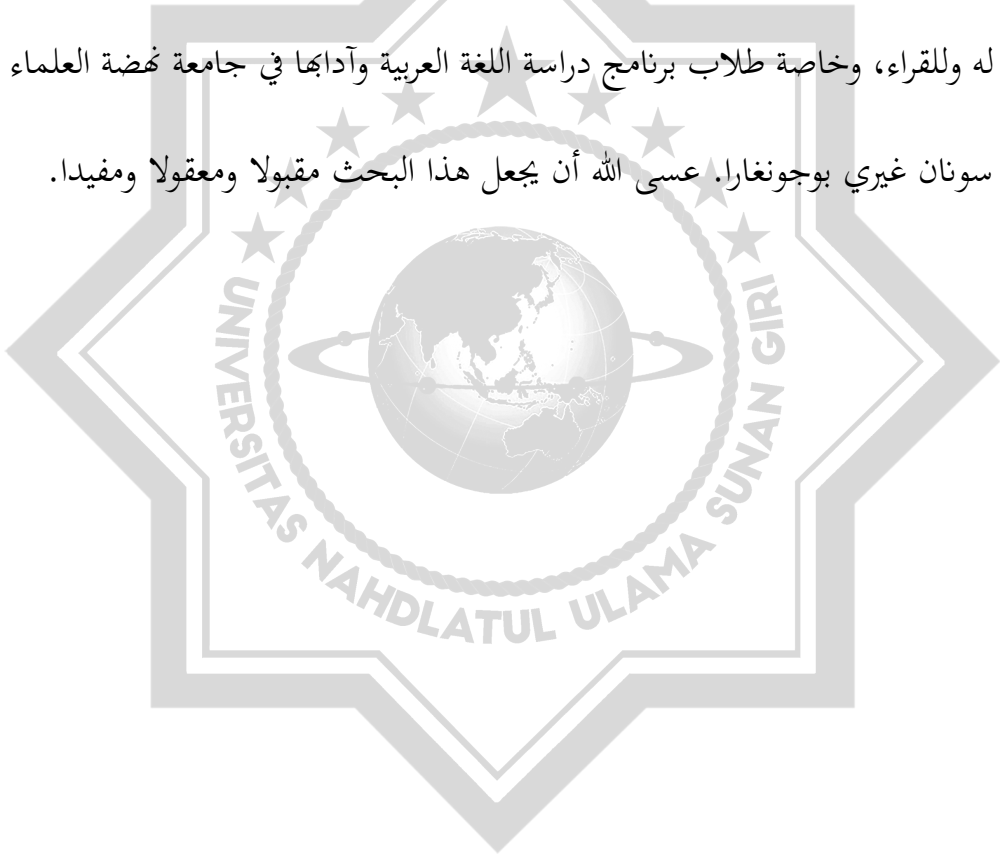 له وللقراء، وخاصة طلاب برنامج دراسة اللغة العربية وآدابها في جامعة نهضة العلماء
سونان غيري بوجونغارا. عسى الله أن يجعل هذا البحث مقبولا ومعقولا ومفيدا.
UNIVERSITAS NAHDLATUL ULAMA SUNAN GIRI